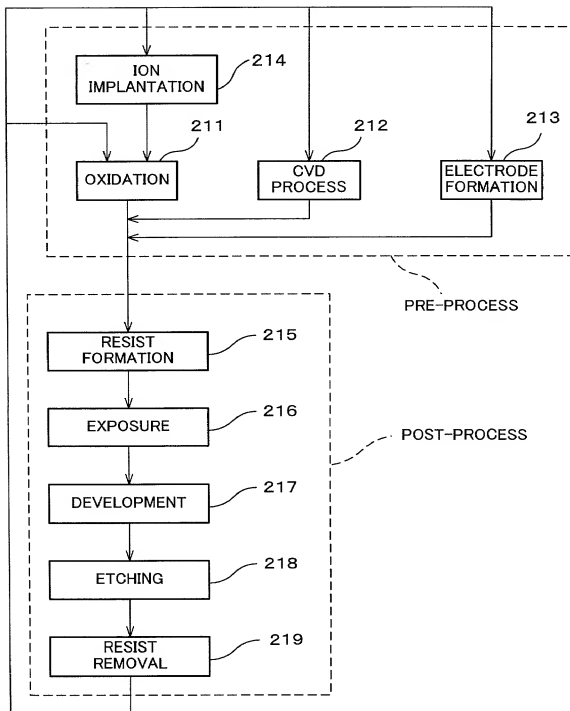 ION
IMPLANTATION
214
211
212
213
OXIDATION
CVD
PROCESS
ELECTRODE
FORMATION
PRE-PROCESS
RESIST
FORMATION
215
EXPOSURE
216
POST-PROCESS
DEVELOPMENT
217
ETCHING
218
RESIST
REMOVAL
219